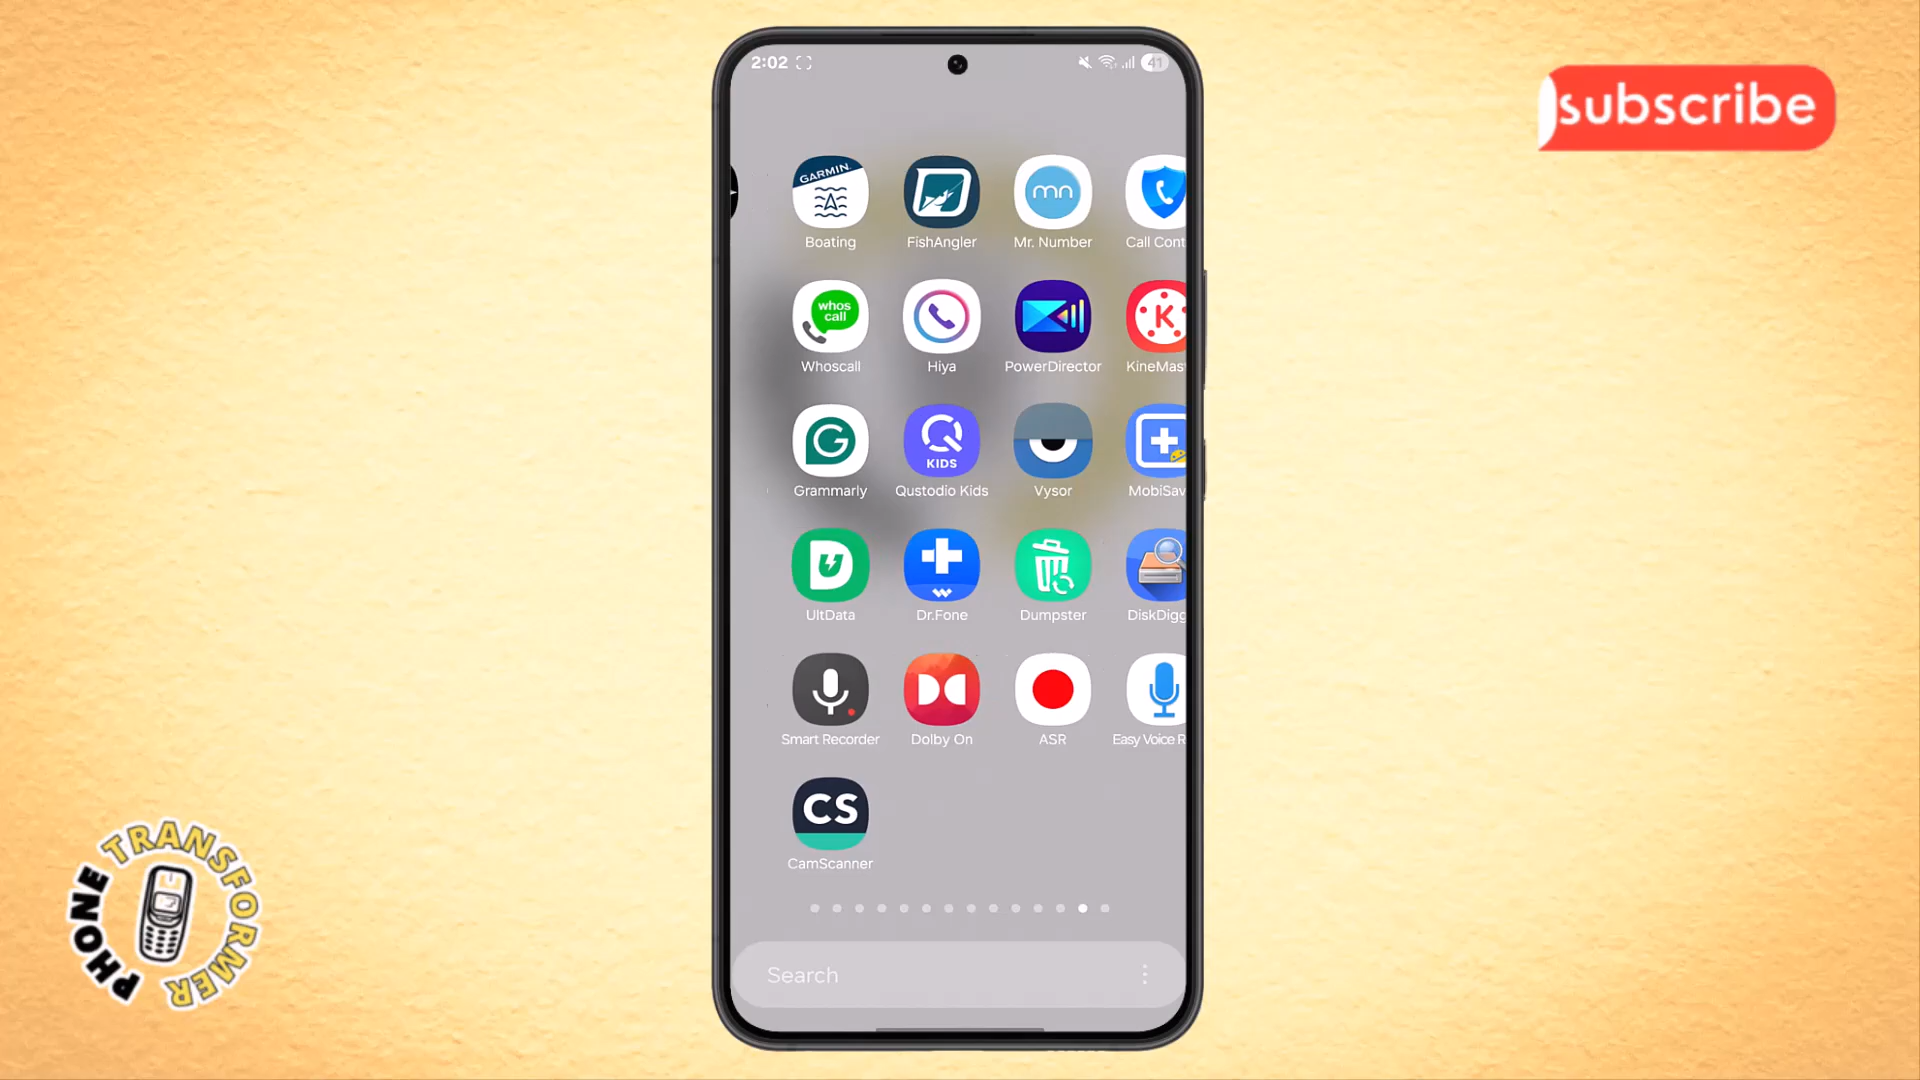 2:02
41
subscribe
GARMIN
mn
Boating
FishAngler
Mr. Number
Call Cont
whos
call
K
Whoscall
Hiya
PowerDirector
KineMas
G
KIDS
Grammarly
Qustodio Kids
Vysor
MobiSav
UltData
Dr.Fone
Dumpster
DiskDigg
Smart Recorder
Dolby On
ASR
Easy Voice R
CS
CamScanner
Search
PHONE TRANSFORMER